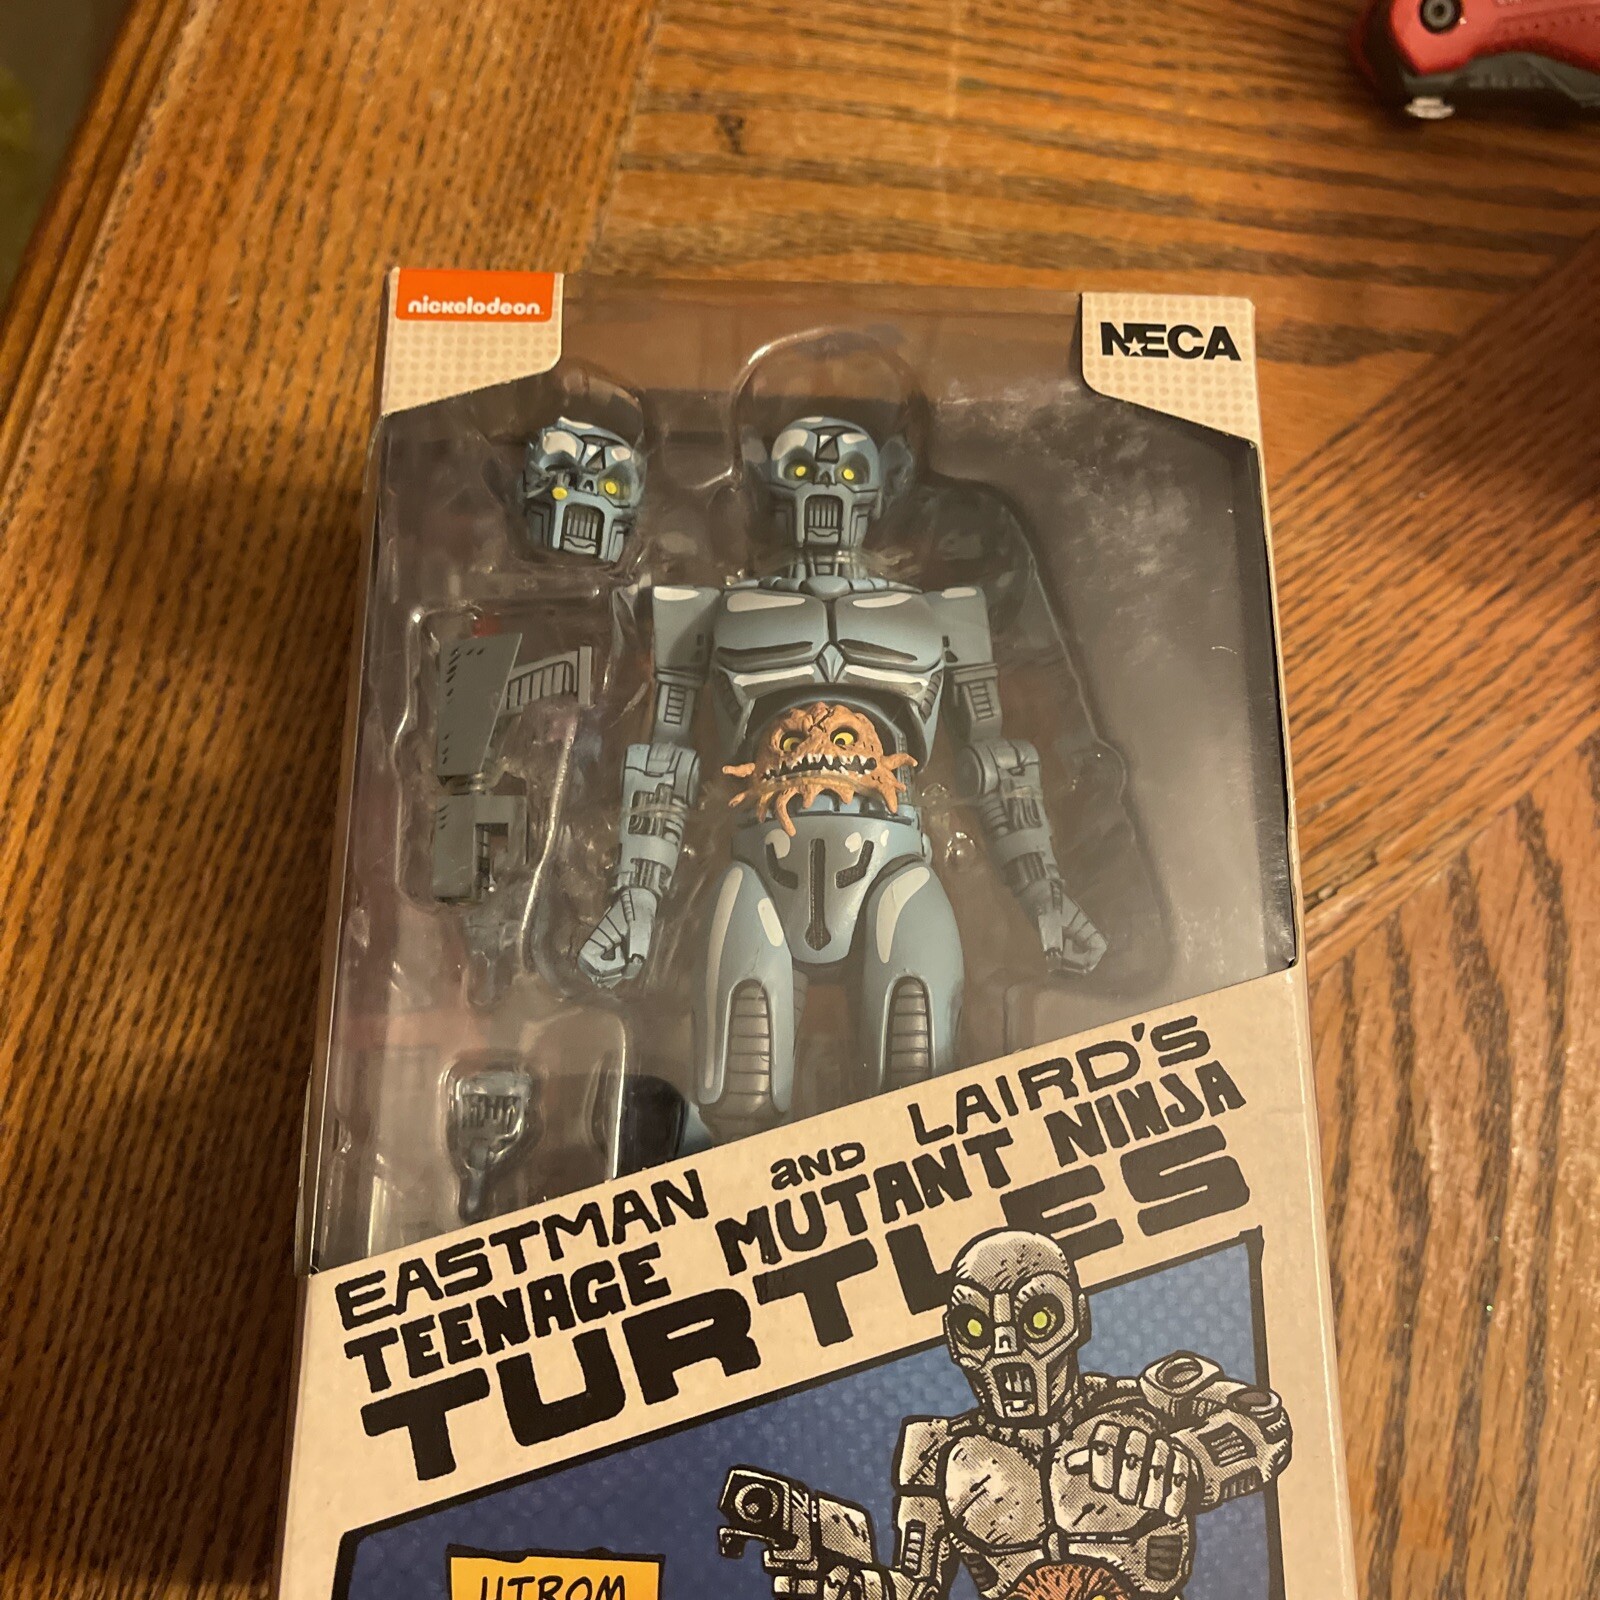 nickelodeon
NECA
EASTMAN AND LAIRD'S
TEENAGE MUTANT NINJA
TURTLES
UTROM